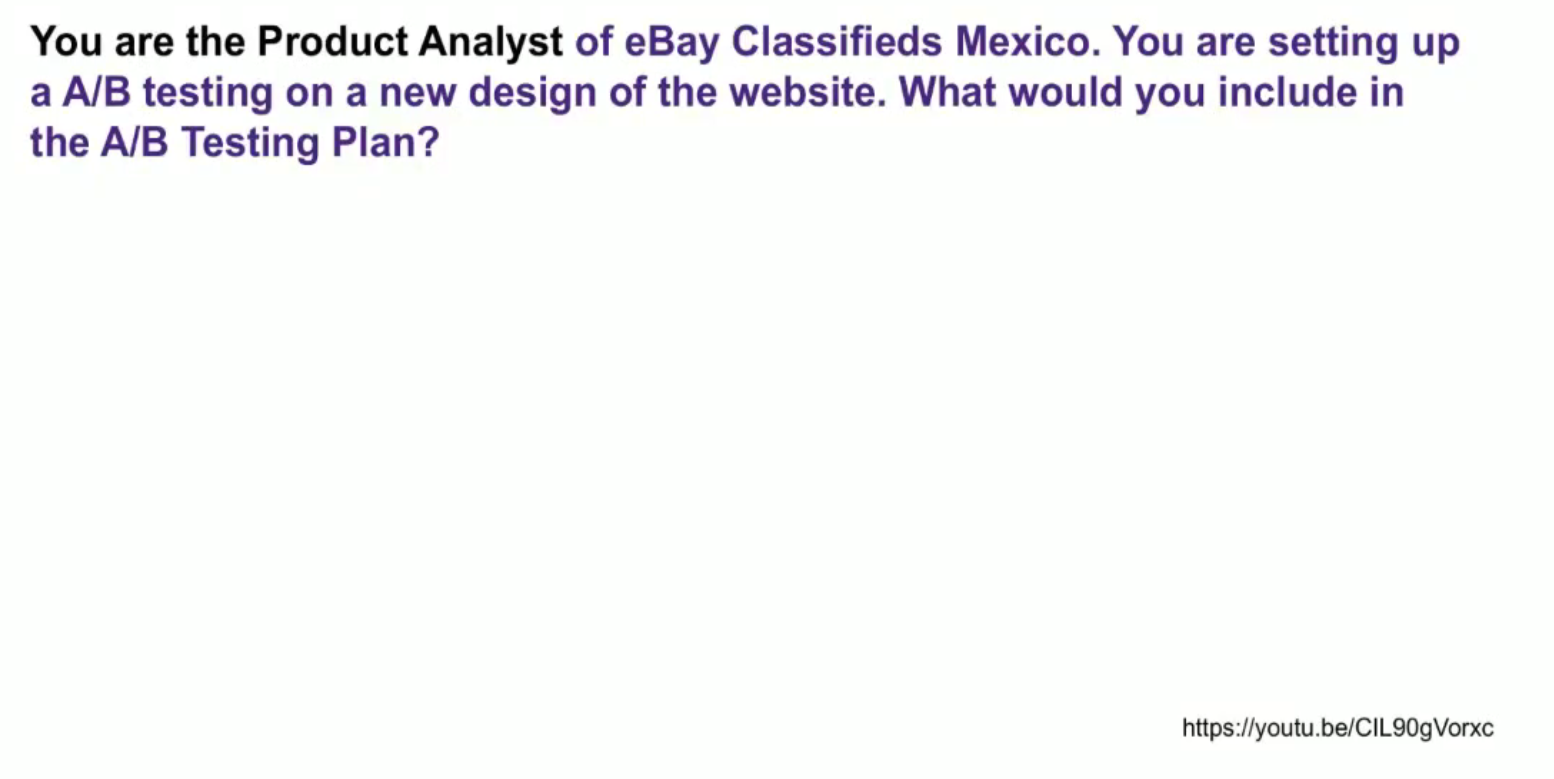 You are the Product Analyst of eBay Classifieds Mexico. You are setting up
a A/B testing on a new design of the website. What would you include in
the A/B Testing Plan?
https://youtu.be/CIL90gVorxc